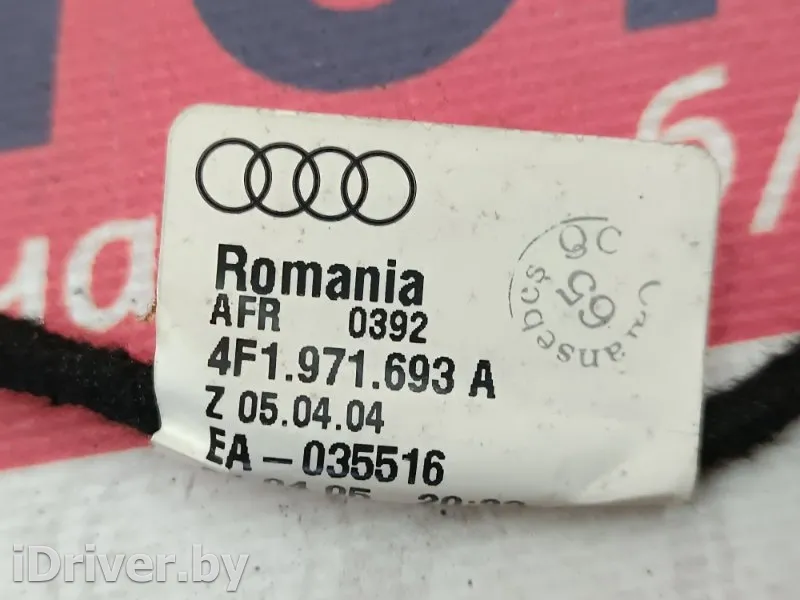 Romania
AFR 0392
4F1.971.693 A
Z 05.04.04
EA-035516
QC
65
Caransebeş
iDriver.by